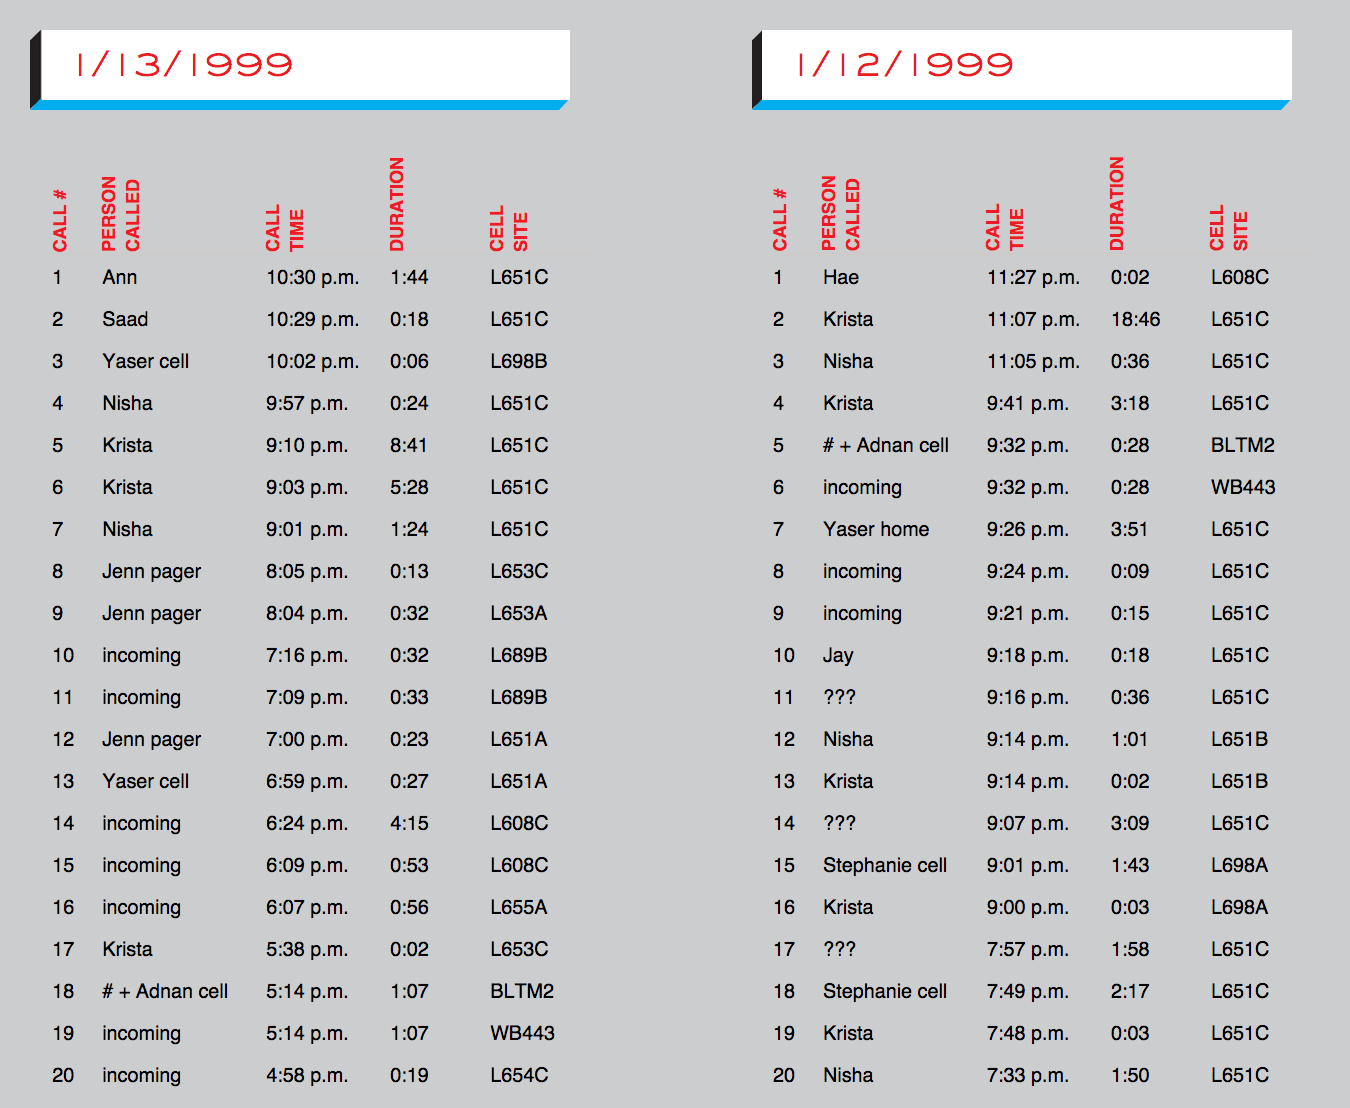 1/13/1999
CALL # PERSON CALLED CALL TIME DURATION CELL SITE
1 Ann 10:30 p.m. 1:44 L651C
2 Saad 10:29 p.m. 0:18 L651C
3 Yaser cell 10:02 p.m. 0:06 L698B
4 Nisha 9:57 p.m. 0:24 L651C
5 Krista 9:10 p.m. 8:41 L651C
6 Krista 9:03 p.m. 5:28 L651C
7 Nisha 9:01 p.m. 1:24 L651C
8 Jenn pager 8:05 p.m. 0:13 L653C
9 Jenn pager 8:04 p.m. 0:32 L653A
10 incoming 7:16 p.m. 0:32 L689B
11 incoming 7:09 p.m. 0:33 L689B
12 Jenn pager 7:00 p.m. 0:23 L651A
13 Yaser cell 6:59 p.m. 0:27 L651A
14 incoming 6:24 p.m. 4:15 L608C
15 incoming 6:09 p.m. 0:53 L608C
16 incoming 6:07 p.m. 0:56 L655A
17 Krista 5:38 p.m. 0:02 L653C
18 # + Adnan cell 5:14 p.m. 1:07 BLTM2
19 incoming 5:14 p.m. 1:07 WB443
20 incoming 4:58 p.m. 0:19 L654C
1/12/1999
CALL # PERSON CALLED CALL TIME DURATION CELL SITE
1 Hae 11:27 p.m. 0:02 L608C
2 Krista 11:07 p.m. 18:46 L651C
3 Nisha 11:05 p.m. 0:36 L651C
4 Krista 9:41 p.m. 3:18 L651C
5 # + Adnan cell 9:32 p.m. 0:28 BLTM2
6 incoming 9:32 p.m. 0:28 WB443
7 Yaser home 9:26 p.m. 3:51 L651C
8 incoming 9:24 p.m. 0:09 L651C
9 incoming 9:21 p.m. 0:15 L651C
10 Jay 9:18 p.m. 0:18 L651C
11 ??? 9:16 p.m. 0:36 L651C
12 Nisha 9:14 p.m. 1:01 L651B
13 Krista 9:14 p.m. 0:02 L651B
14 ??? 9:07 p.m. 3:09 L651C
15 Stephanie cell 9:01 p.m. 1:43 L698A
16 Krista 9:00 p.m. 0:03 L698A
17 ??? 7:57 p.m. 1:58 L651C
18 Stephanie cell 7:49 p.m. 2:17 L651C
19 Krista 7:48 p.m. 0:03 L651C
20 Nisha 7:33 p.m. 1:50 L651C